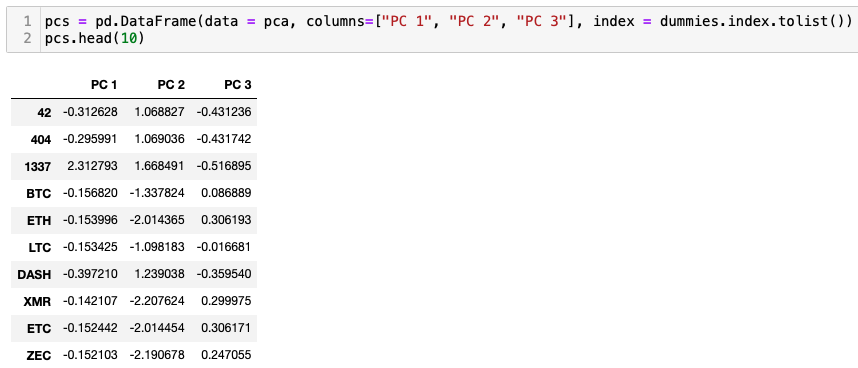 1 pcs = pd.DataFrame(data = pca, columns=["PC 1", "PC 2", "PC 3"], index = dummies.index.tolist())
2 pcs.head(10)
PC 1 PC 2 PC 3
42 -0.312628 1.068827 -0.431236
404 -0.295991 1.069036 -0.431742
1337 2.312793 1.668491 -0.516895
BTC -0.156820 -1.337824 0.086889
ETH -0.153996 -2.014365 0.306193
LTC -0.153425 -1.098183 -0.016681
DASH -0.397210 1.239038 -0.359540
XMR -0.142107 -2.207624 0.299975
ETC -0.152442 -2.014454 0.306171
ZEC -0.152103 -2.190678 0.247055